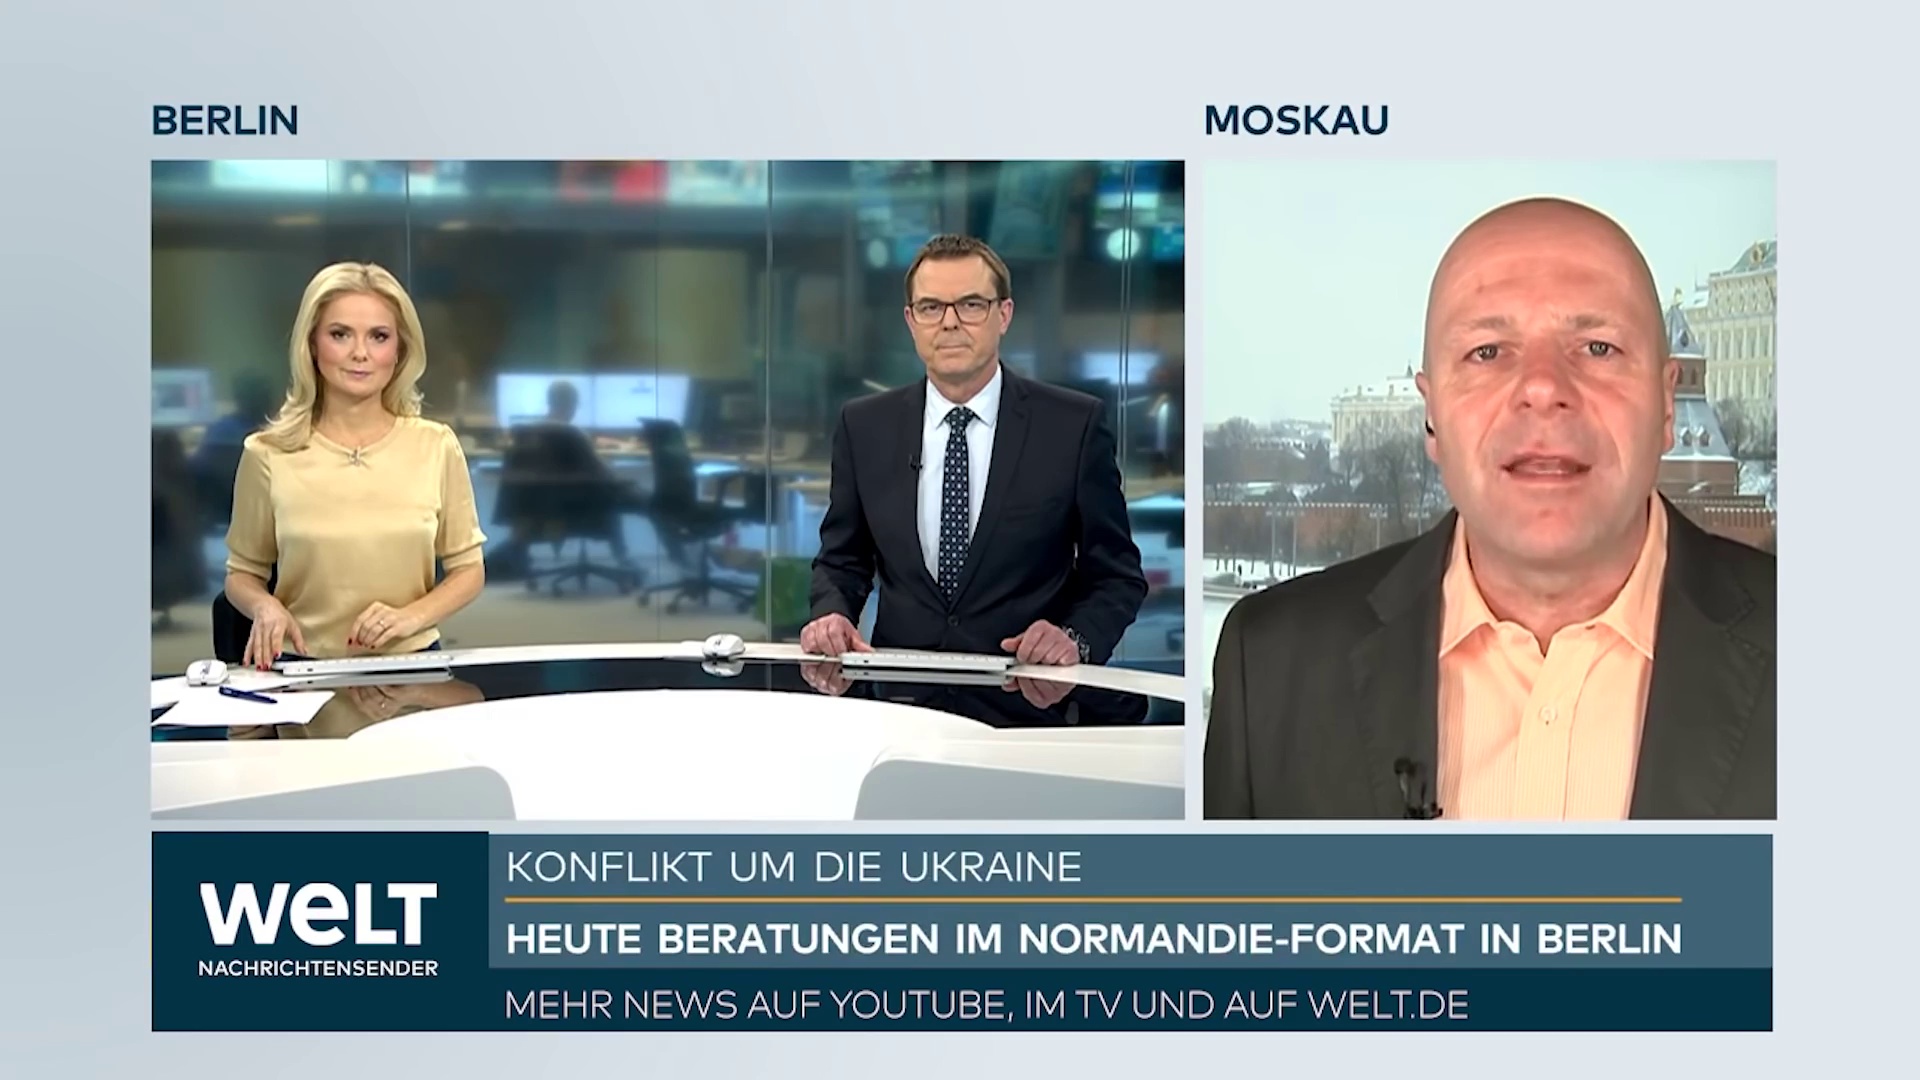 BERLIN
MOSKAU
KONFLIKT UM DIE UKRAINE
HEUTE BERATUNGEN IM NORMANDIE-FORMAT IN BERLIN
WELT
NACHRICHTENSENDER
MEHR NEWS AUF YOUTUBE, IM TV UND AUF WELT.DE